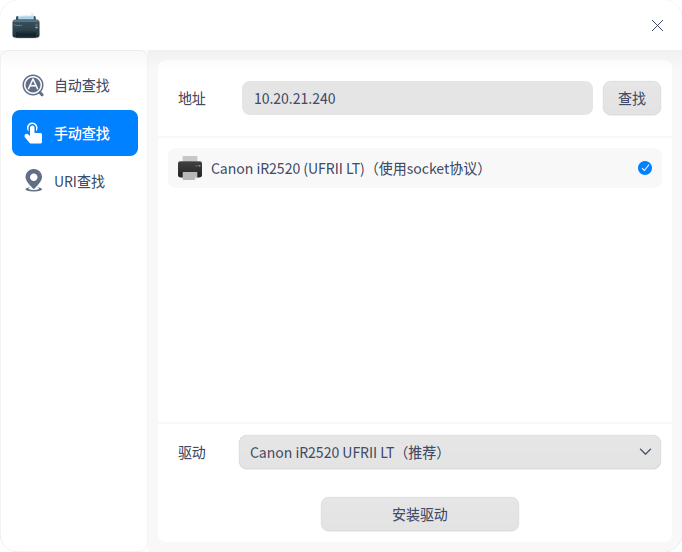 自动查找
手动查找
URI查找
地址
10.20.21.240
查找
Canon iR2520 (UFRII LT)（使用socket协议）
驱动
Canon iR2520 UFRII LT（推荐）
安装驱动